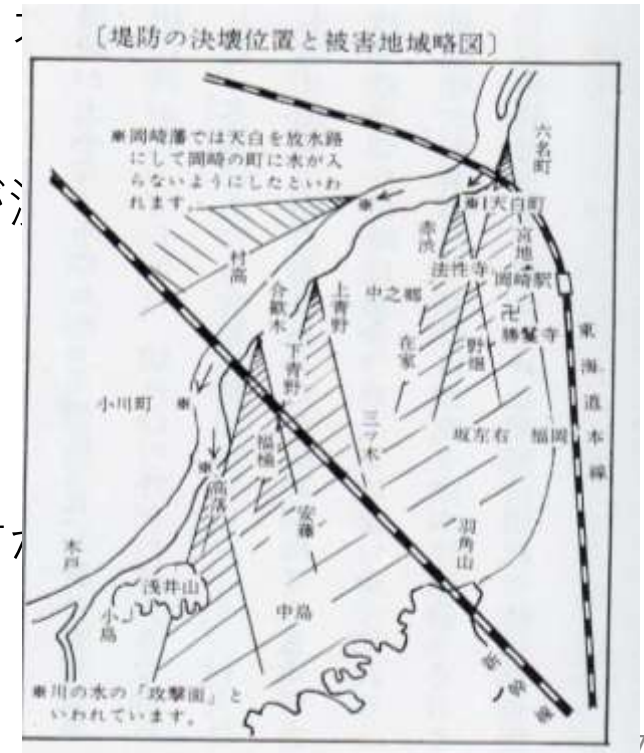 〔堤防の決壊位置と被害地域略図〕
※岡崎藩では天白を放水路
にして岡崎の町に水が入
らないようにしたといわ
れます。
六名町
※
※天白町
赤渋
宮地
法性寺
岡崎駅
村高
合歓木
上青野
中之郷
卍
勝鬘寺
在家
野畑
東海道本線
下青野
小川町
※
三ツ木
坂左右
福岡
福桶
※
高落
安藤
羽角山
木戸
浅井山
小島
中島
新幹線
※川の水の「攻撃面」と
いわれています。